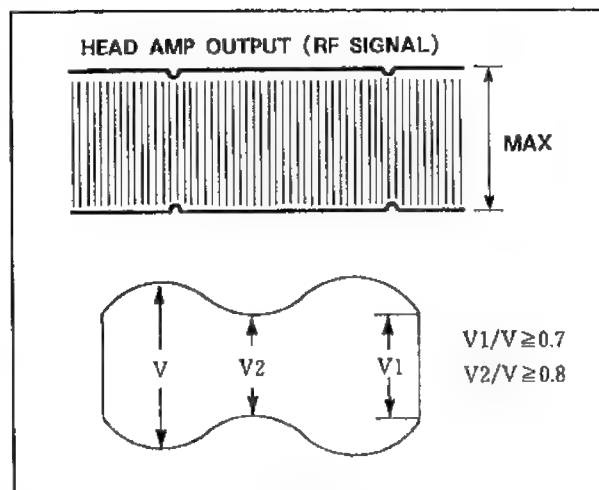 HEAD AMP OUTPUT (RF SIGNAL)
MAX
V
V2
V1
V1/V≧0.7
V2/V≧0.8